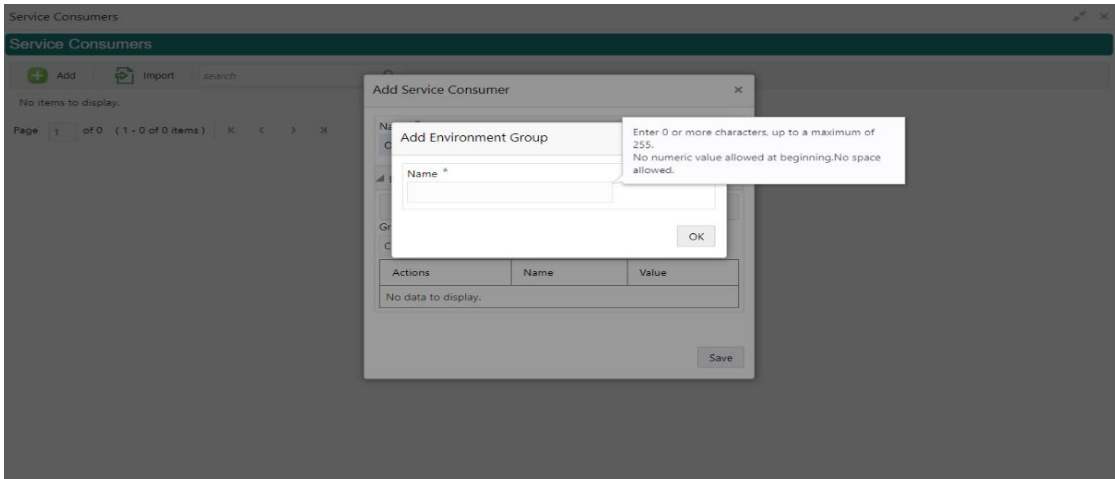 Service Consumers
Service Consumers
Add Import search
No items to display.
Page 1 of 0 (1 - 0 of 0 items) K < > >|
Add Service Consumer ×
Na
Add Environment Group
Enter 0 or more characters, up to a maximum of
255.
No numeric value allowed at beginning.No space
allowed.
Name *
OK
Gr
Actions Name Value
No data to display.
Save